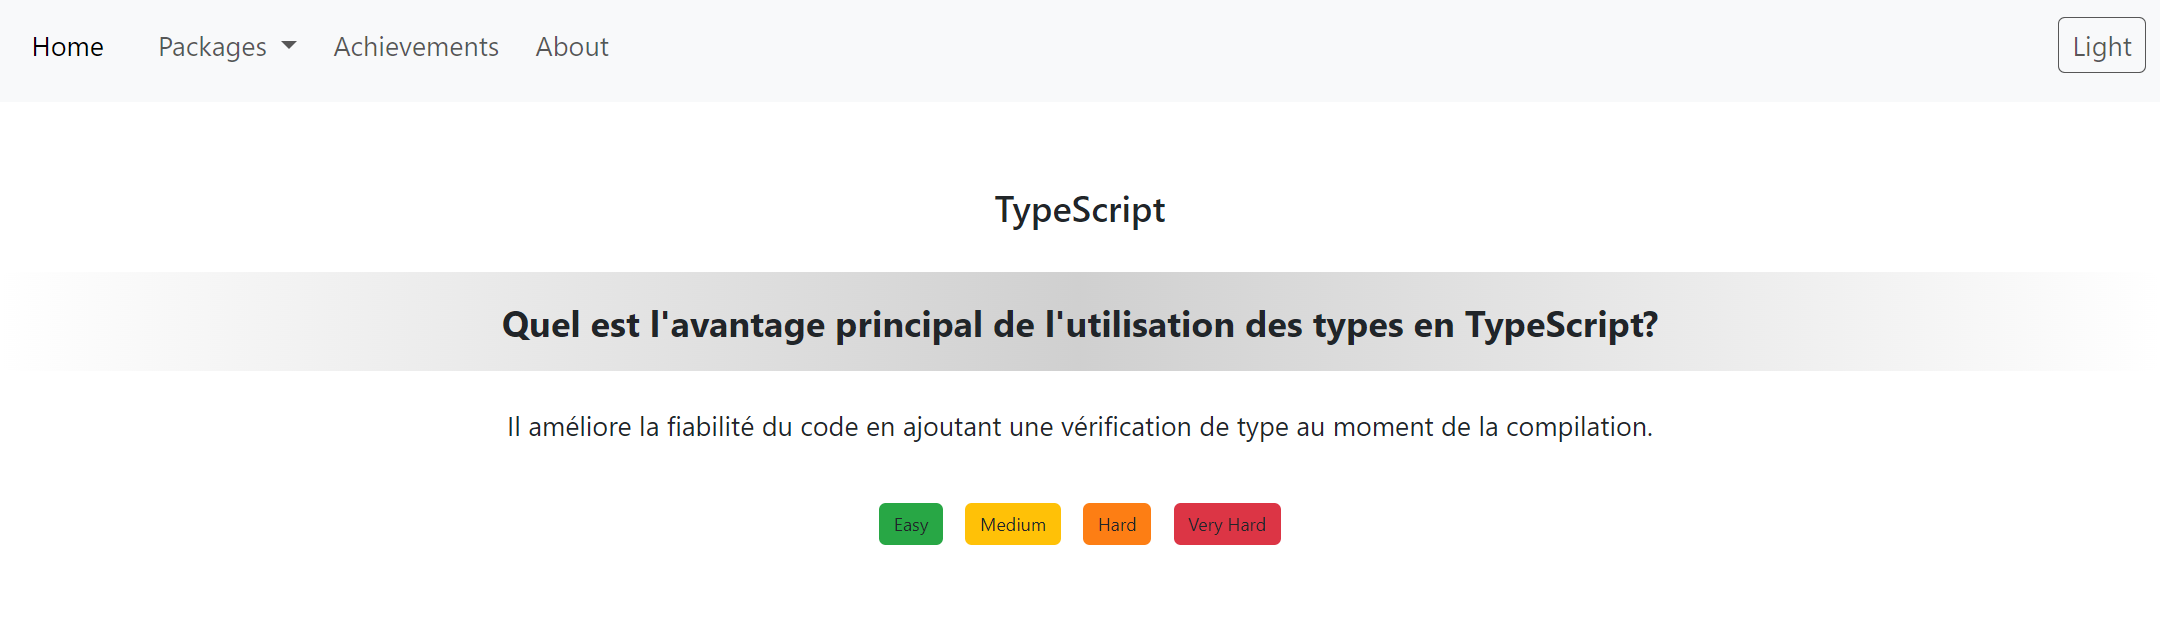 Home Packages Achievements About Light
TypeScript
Quel est l'avantage principal de l'utilisation des types en TypeScript?
Il améliore la fiabilité du code en ajoutant une vérification de type au moment de la compilation.
Easy Medium Hard Very Hard